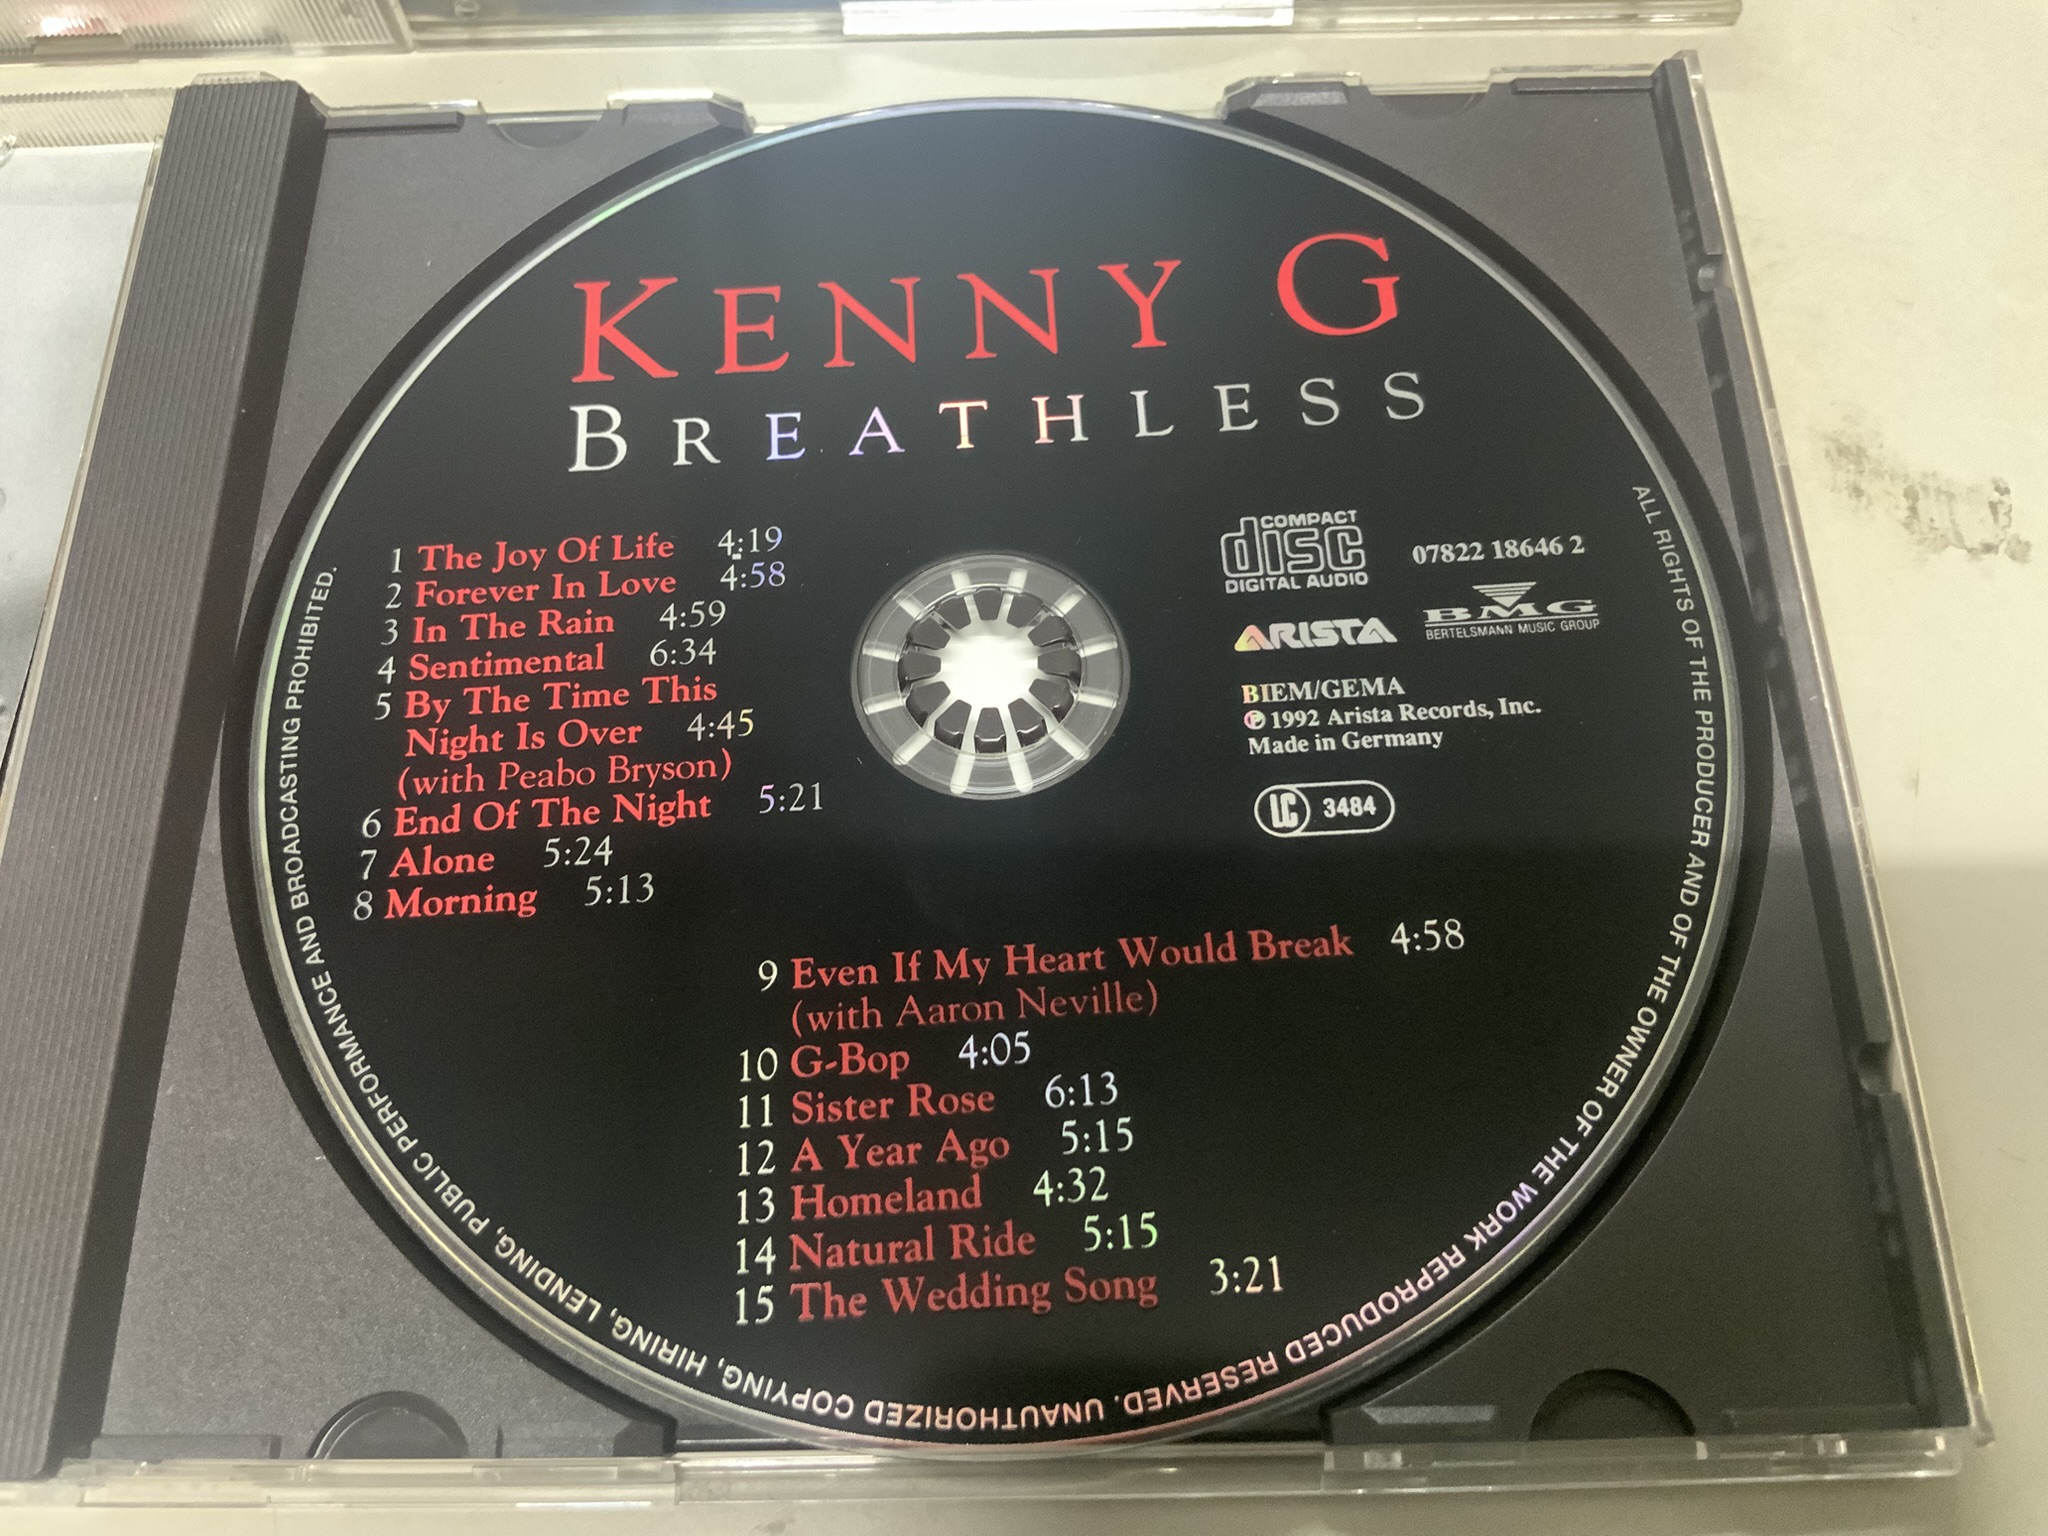 KENNY G
BREATHLESS
1 The Joy Of Life 4:19
2 Forever In Love 4:58
3 In The Rain 4:59
4 Sentimental 6:34
5 By The Time This
Night Is Over 4:45
(with Peabo Bryson)
6 End Of The Night 5:21
7 Alone 5:24
8 Morning 5:13
COMPACT
disc
DIGITAL AUDIO
07822 18646 2
ARISTA
BMG
BERTELSMANN MUSIC GROUP
BIEM/GEMA
℗ 1992 Arista Records, Inc.
Made in Germany
LC 3484
9 Even If My Heart Would Break 4:58
(with Aaron Neville)
10 G-Bop 4:05
11 Sister Rose 6:13
12 A Year Ago 5:15
13 Homeland 4:32
14 Natural Ride 5:15
15 The Wedding Song 3:21
ALL RIGHTS OF THE PRODUCER AND OF THE OWNER OF THE WORK REPRODUCED RESERVED. UNAUTHORIZED COPYING, HIRING, LENDING, PUBLIC PERFORMANCE AND BROADCASTING PROHIBITED.